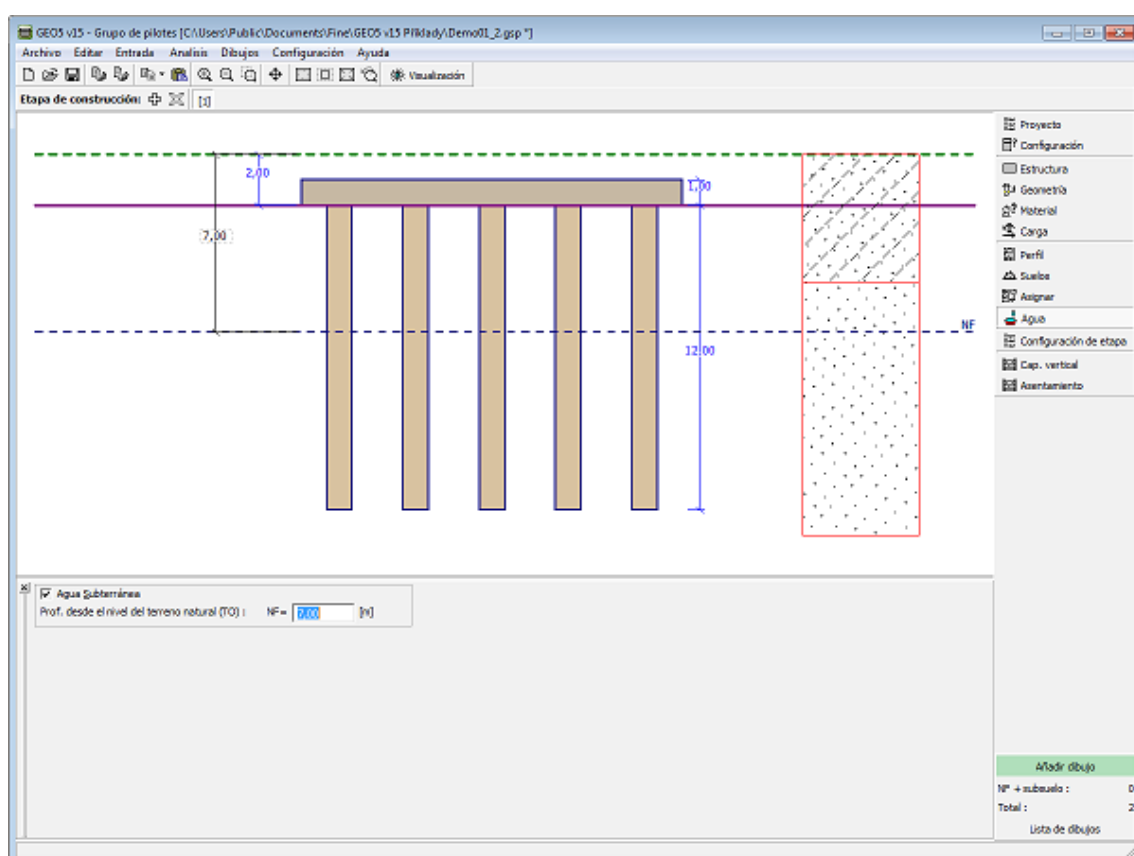 GEO5 v15 - Grupo de pilotes [C:\Users\Public\Documents\Fine\GEO5 v15 Příklady\Demo01_2.gsp *]
Archivo Editar Entrada Analisis Dibujos Configuración Ayuda
Visualización
Etapa de construcción: [1]
2,00
1,00
7,00
NF
12,00
Proyecto
Configuración
Estructura
Geometría
Material
Carga
Perfil
Suelos
Asignar
Agua
Configuración de etapa
Cap. vertical
Asentamiento
Agua Subterránea
Prof. desde el nivel del terreno natural (TO) : NF= 7,00 [m]
Añadir dibujo
NF + subsuelo : 0
Total : 2
Lista de dibujos